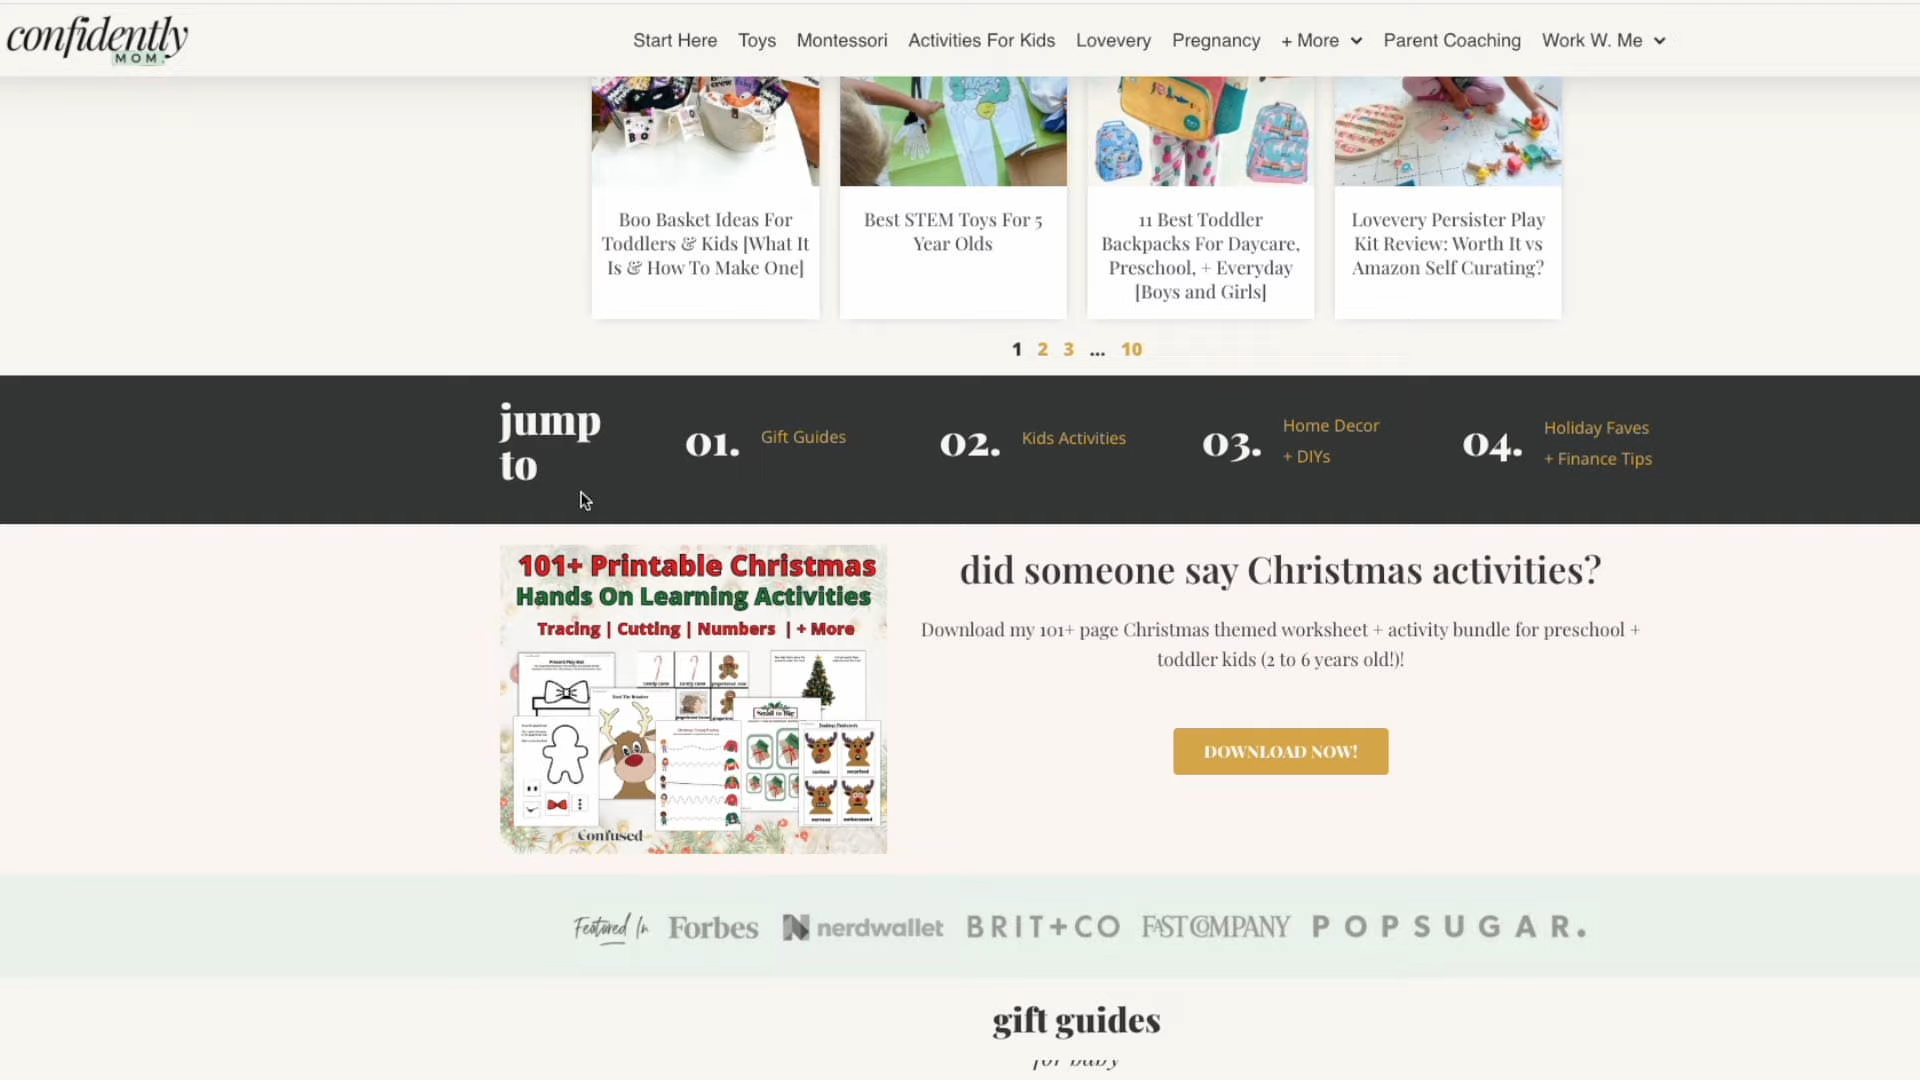 confidently
MOM.
Start Here Toys Montessori Activities For Kids Lovevery Pregnancy + More Parent Coaching Work W. Me
BO
Boo Basket Ideas For
Toddlers & Kids [What It
Is & How To Make One]
Best STEM Toys For 5
Year Olds
11 Best Toddler
Backpacks For Daycare,
Preschool, + Everyday
[Boys and Girls]
Lovevery Persister Play
Kit Review: Worth It vs
Amazon Self Curating?
1 2 3 … 10
jump
to
01. Gift Guides
02. Kids Activities
03. Home Decor
+ DIYs
04. Holiday Faves
+ Finance Tips
101+ Printable Christmas
Hands On Learning Activities
Tracing | Cutting | Numbers | + More
Confused
did someone say Christmas activities?
Download my 101+ page Christmas themed worksheet + activity bundle for preschool +
toddler kids (2 to 6 years old!)!
DOWNLOAD NOW!
Featured In Forbes nerdwallet BRIT+CO FAST COMPANY POPSUGAR.
gift guides
for baby